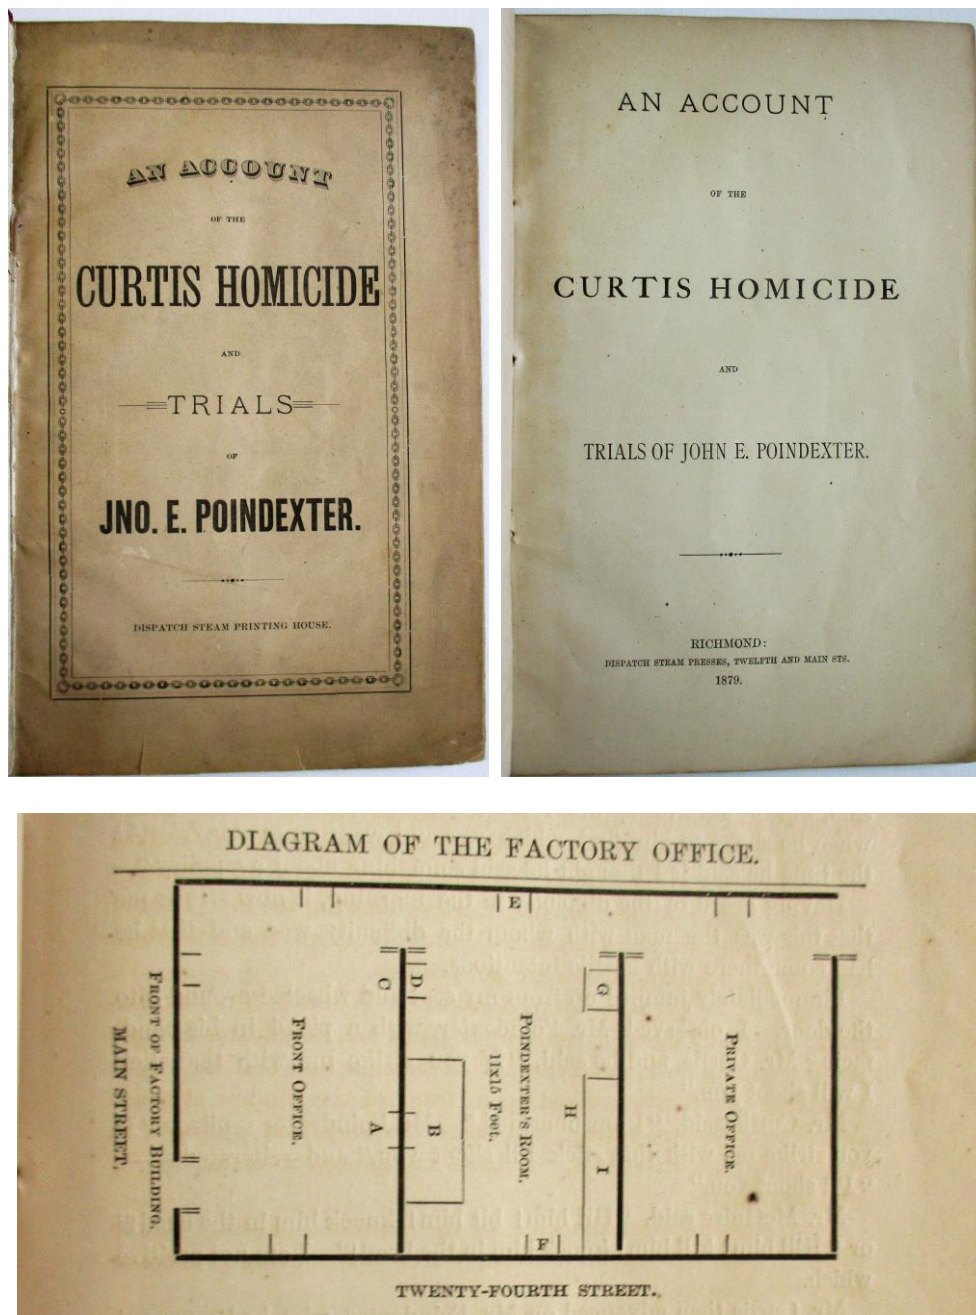 AN ACCOUNT
OF THE
CURTIS HOMICIDE
AND
TRIALS
OF
JNO. E. POINDEXTER.
DISPATCH STEAM PRINTING HOUSE.
AN ACCOUNT
OF THE
CURTIS HOMICIDE
AND
TRIALS OF JOHN E. POINDEXTER.
RICHMOND:
DISPATCH STEAM PRESSES, TWELFTH AND MAIN STS.
1879.
DIAGRAM OF THE FACTORY OFFICE.
E
C
D
G
FRONT OF FACTORY BUILDING.
MAIN STREET.
FRONT OFFICE.
A
B
POINDEXTER'S ROOM.
11x15 FEET.
H
I
PRIVATE OFFICE.
F
TWENTY-FOURTH STREET.